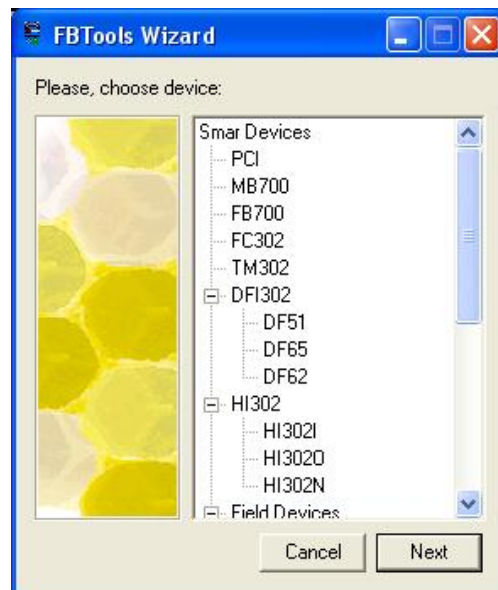 FBTools Wizard
Please, choose device:
Smar Devices
PCI
MB700
FB700
FC302
TM302
DFI302
DF51
DF65
DF62
HI302
HI302I
HI302O
HI302N
Field Devices
Cancel
Next